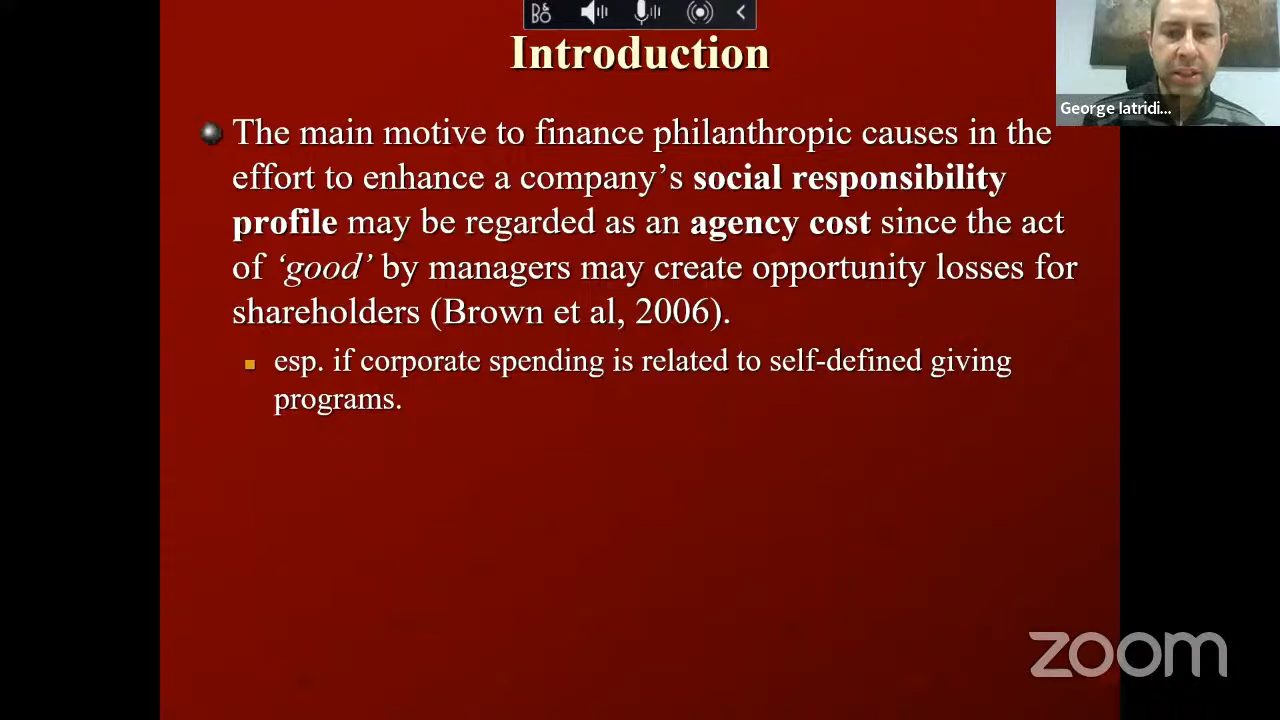 Introduction
George Iatridi...
The main motive to finance philanthropic causes in the
effort to enhance a company’s social responsibility
profile may be regarded as an agency cost since the act
of ‘good’ by managers may create opportunity losses for
shareholders (Brown et al, 2006).
esp. if corporate spending is related to self-defined giving
programs.
zoom